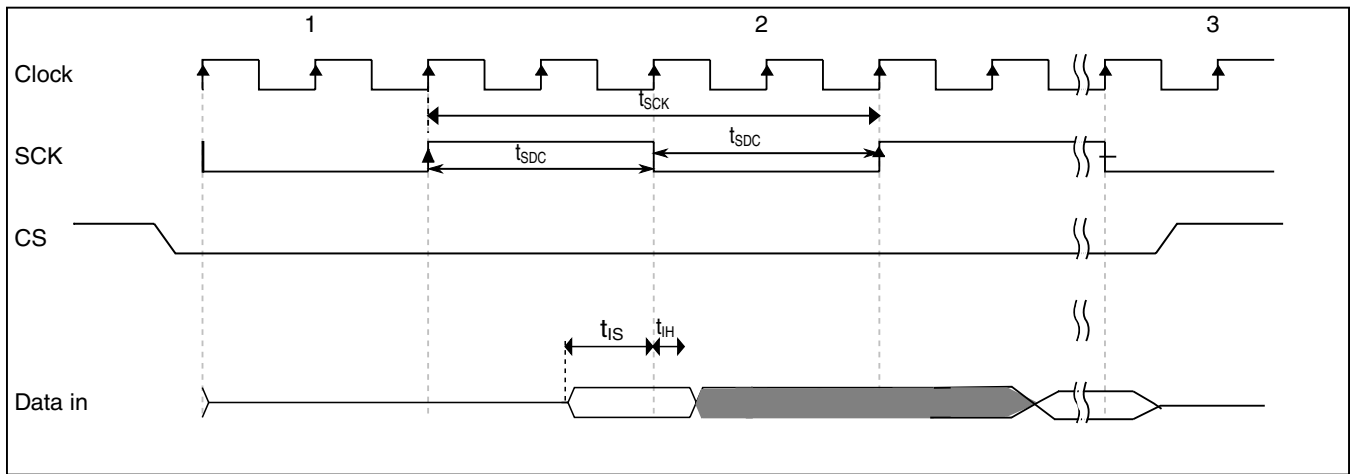 1 2 3
Clock
tSCK
SCK
tSDC tSDC
CS
tIS tIH
Data in